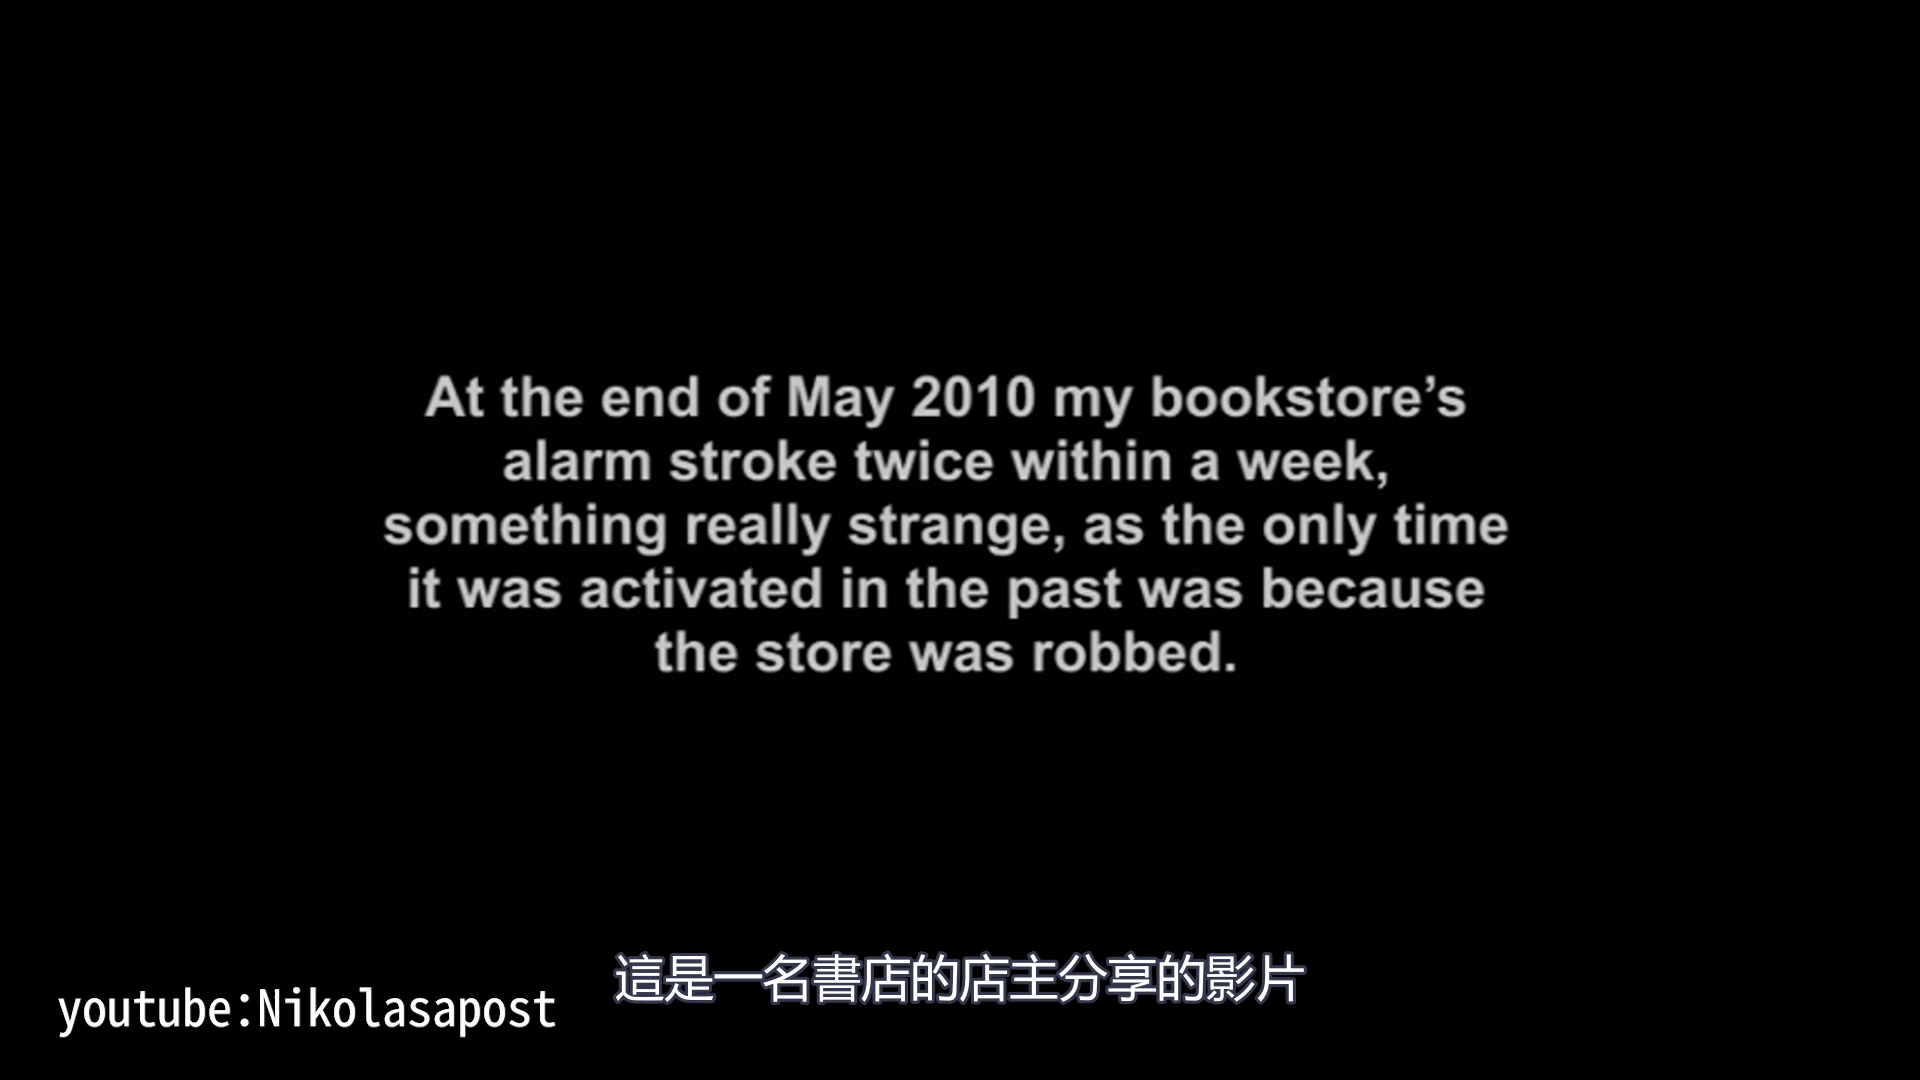 At the end of May 2010 my bookstore’s
alarm stroke twice within a week,
something really strange, as the only time
it was activated in the past was because
the store was robbed.
這是一名書店的店主分享的影片
youtube:Nikolasapost